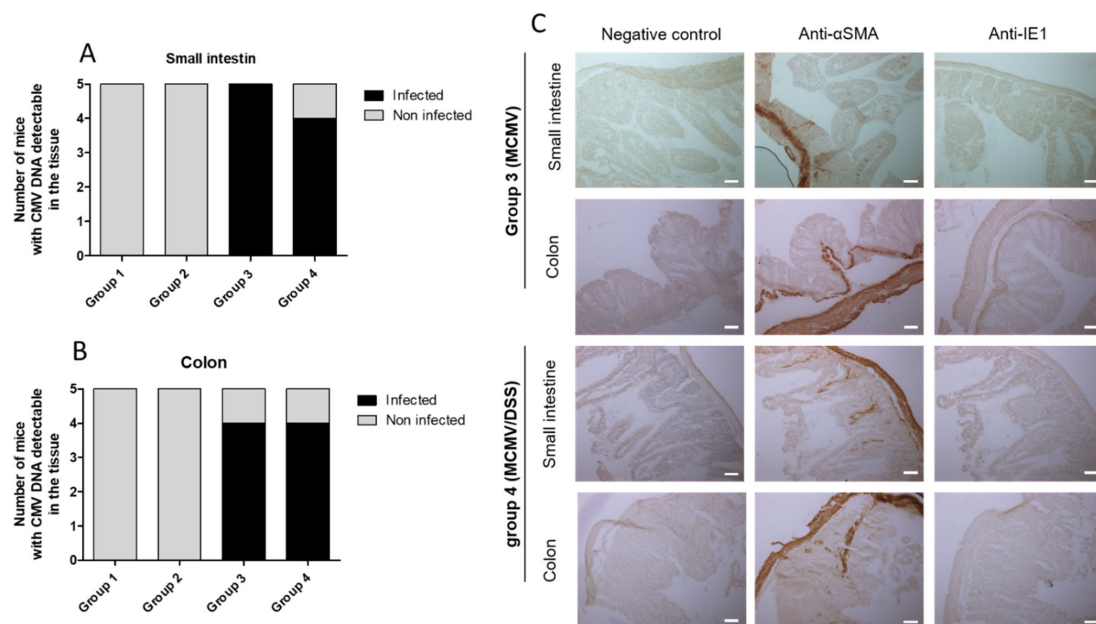 A
Small intestin
Number of mice
with CMV DNA detectable
in the tissue
5
4
3
2
1
0
Group 1
Group 2
Group 3
Group 4
Infected
Non infected
B
Colon
Number of mice
with CMV DNA detectable
in the tissue
5
4
3
2
1
0
Group 1
Group 2
Group 3
Group 4
Infected
Non infected
C
Negative control
Anti-αSMA
Anti-IE1
Group 3 (MCMV)
Small intestine
Colon
group 4 (MCMV/DSS)
Small intestine
Colon